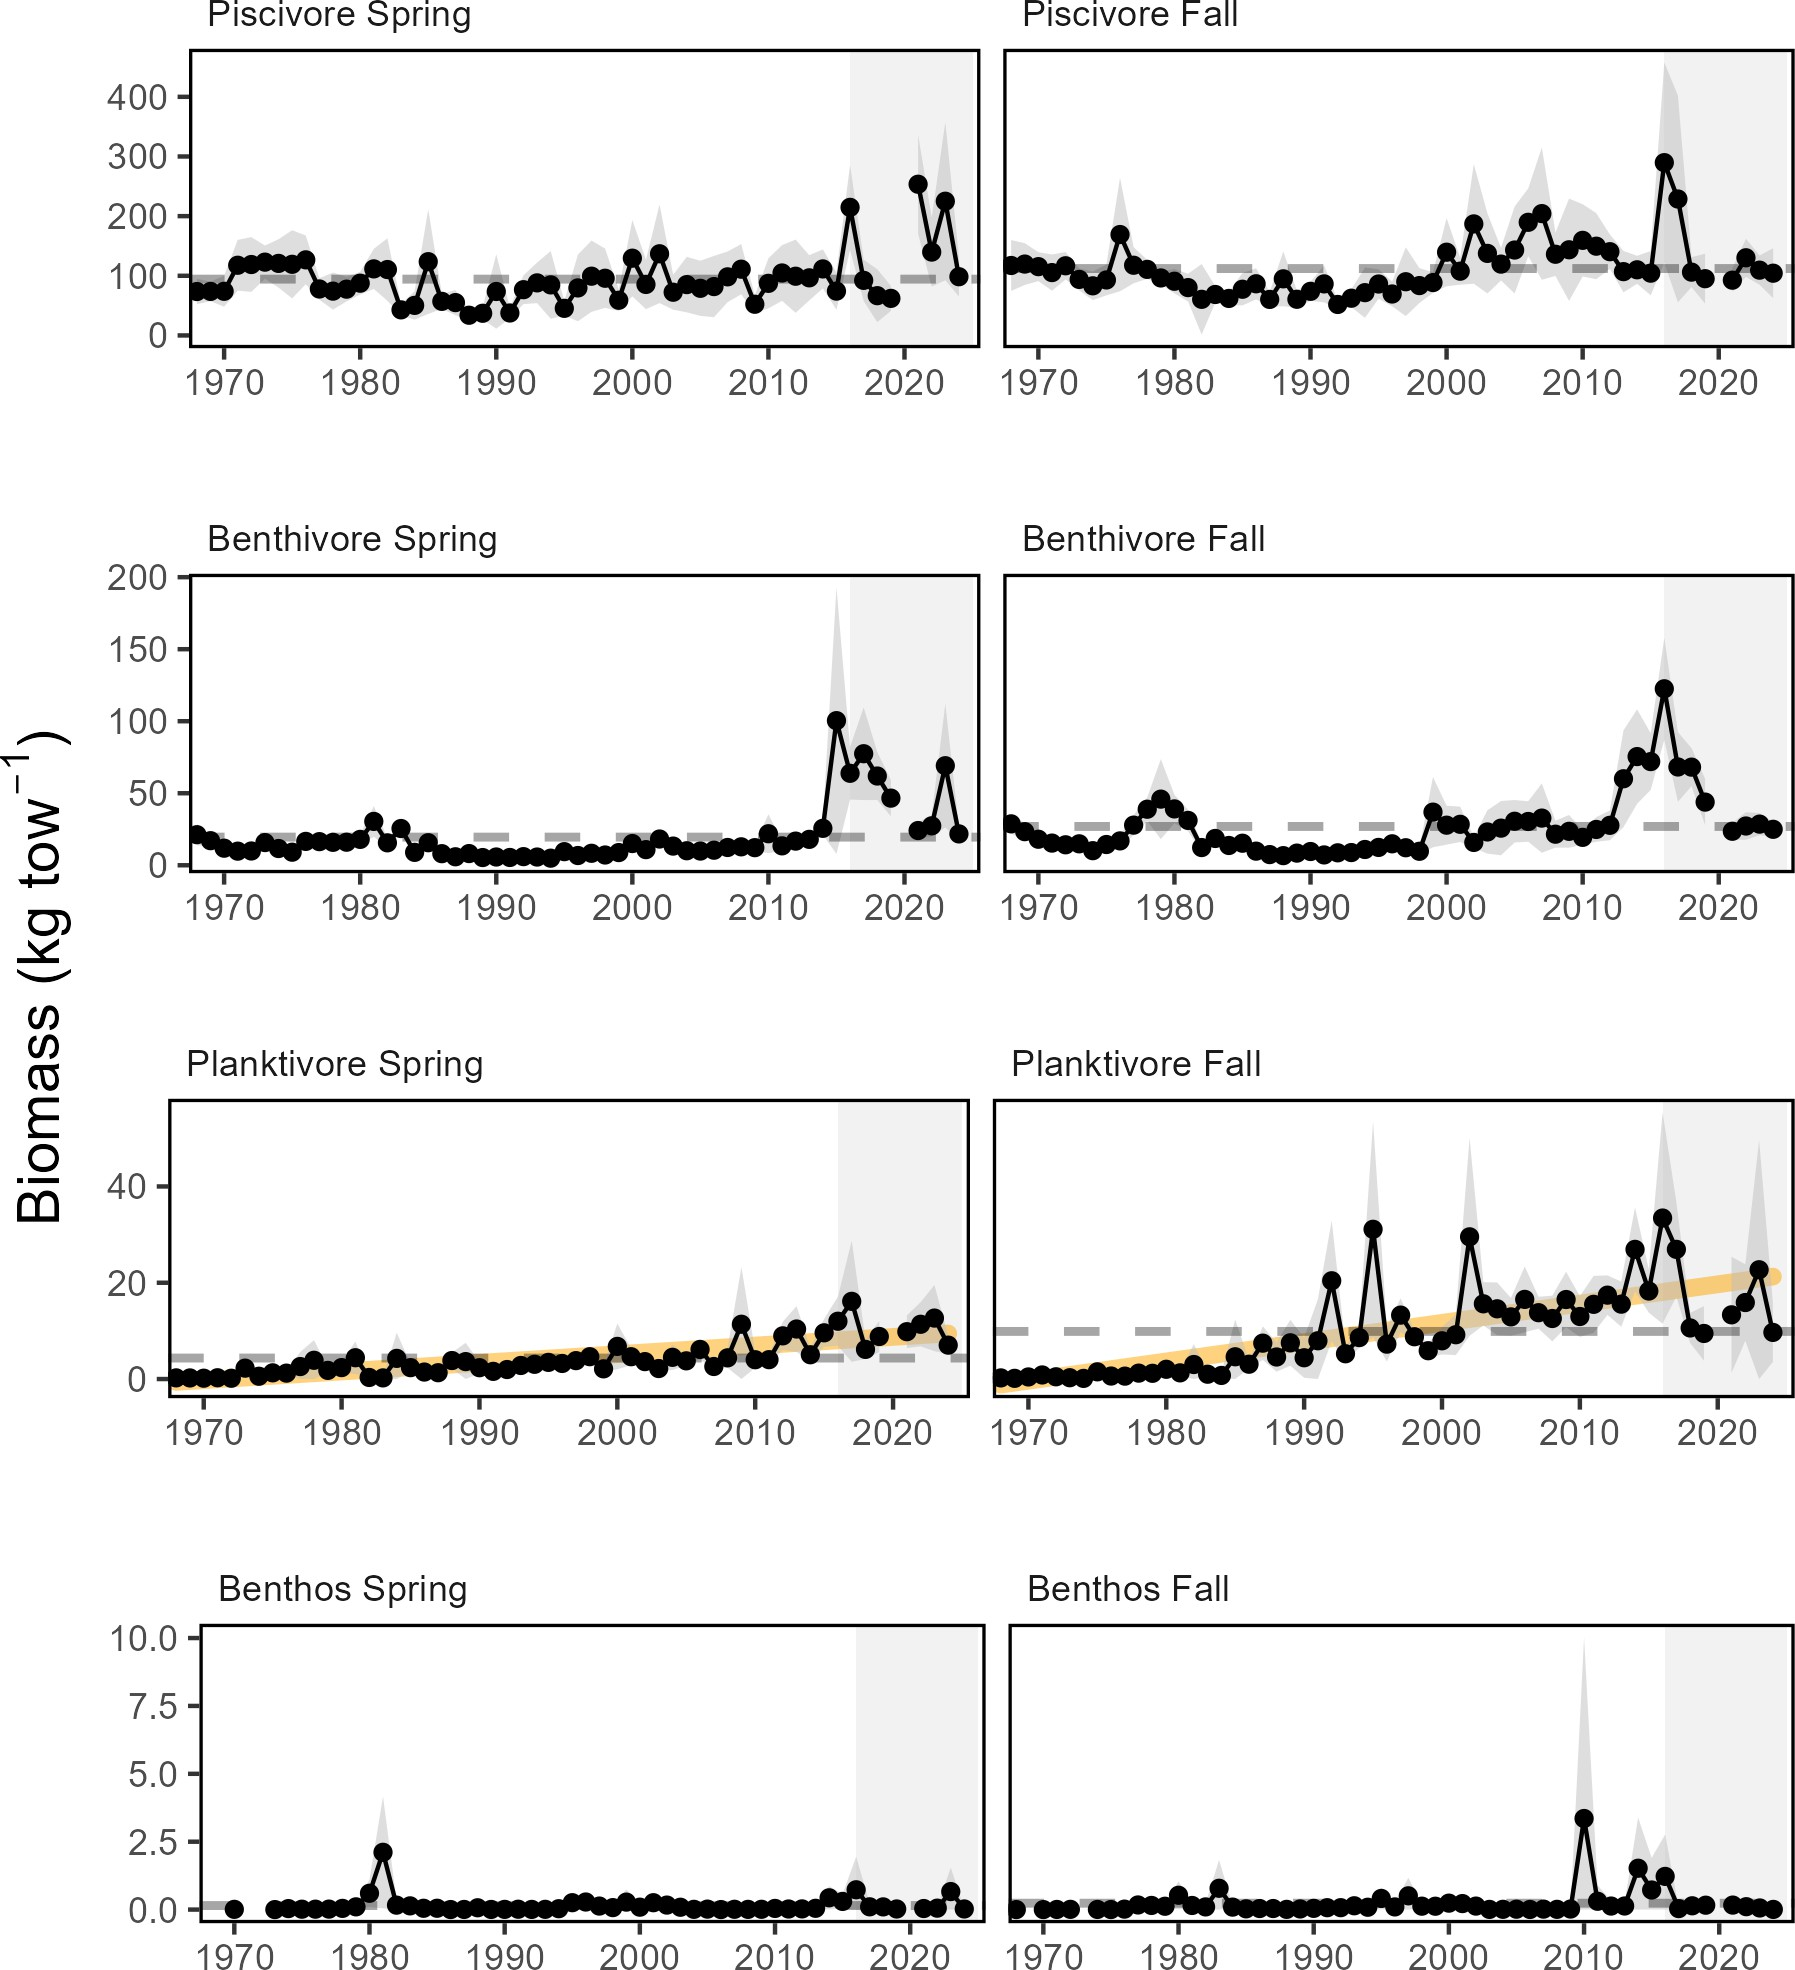 Piscivore Spring
Piscivore Fall
400
300
200
100
0
1970 1980 1990 2000 2010 2020
1970 1980 1990 2000 2010 2020
Benthivore Spring
Benthivore Fall
200
150
100
50
0
1970 1980 1990 2000 2010 2020
1970 1980 1990 2000 2010 2020
Biomass (kg tow⁻¹)
Planktivore Spring
Planktivore Fall
40
20
0
1970 1980 1990 2000 2010 2020
1970 1980 1990 2000 2010 2020
Benthos Spring
Benthos Fall
10.0
7.5
5.0
2.5
0.0
1970 1980 1990 2000 2010 2020
1970 1980 1990 2000 2010 2020